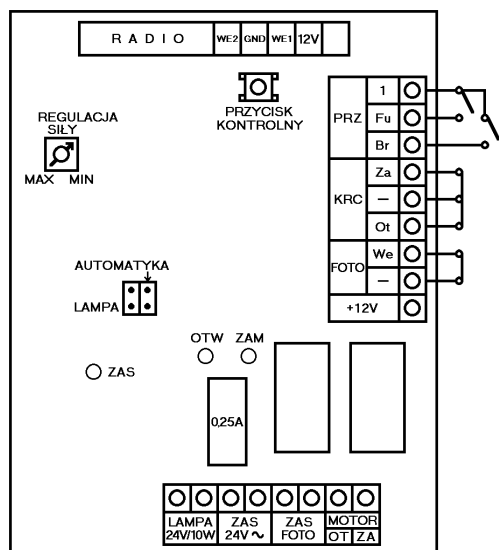 R A D I O WE2 GND WE1 12V
PRZYCISK
KONTROLNY
REGULACJA
SIŁY
MAX MIN
PRZ
1
Fu
Br
KRC
Za
—
Ot
FOTO
We
—
+12V
AUTOMATYKA
LAMPA
OTW ZAM
ZAS
0,25A
LAMPA
24V/10W
ZAS
24V ~
ZAS
FOTO
MOTOR
OT ZA